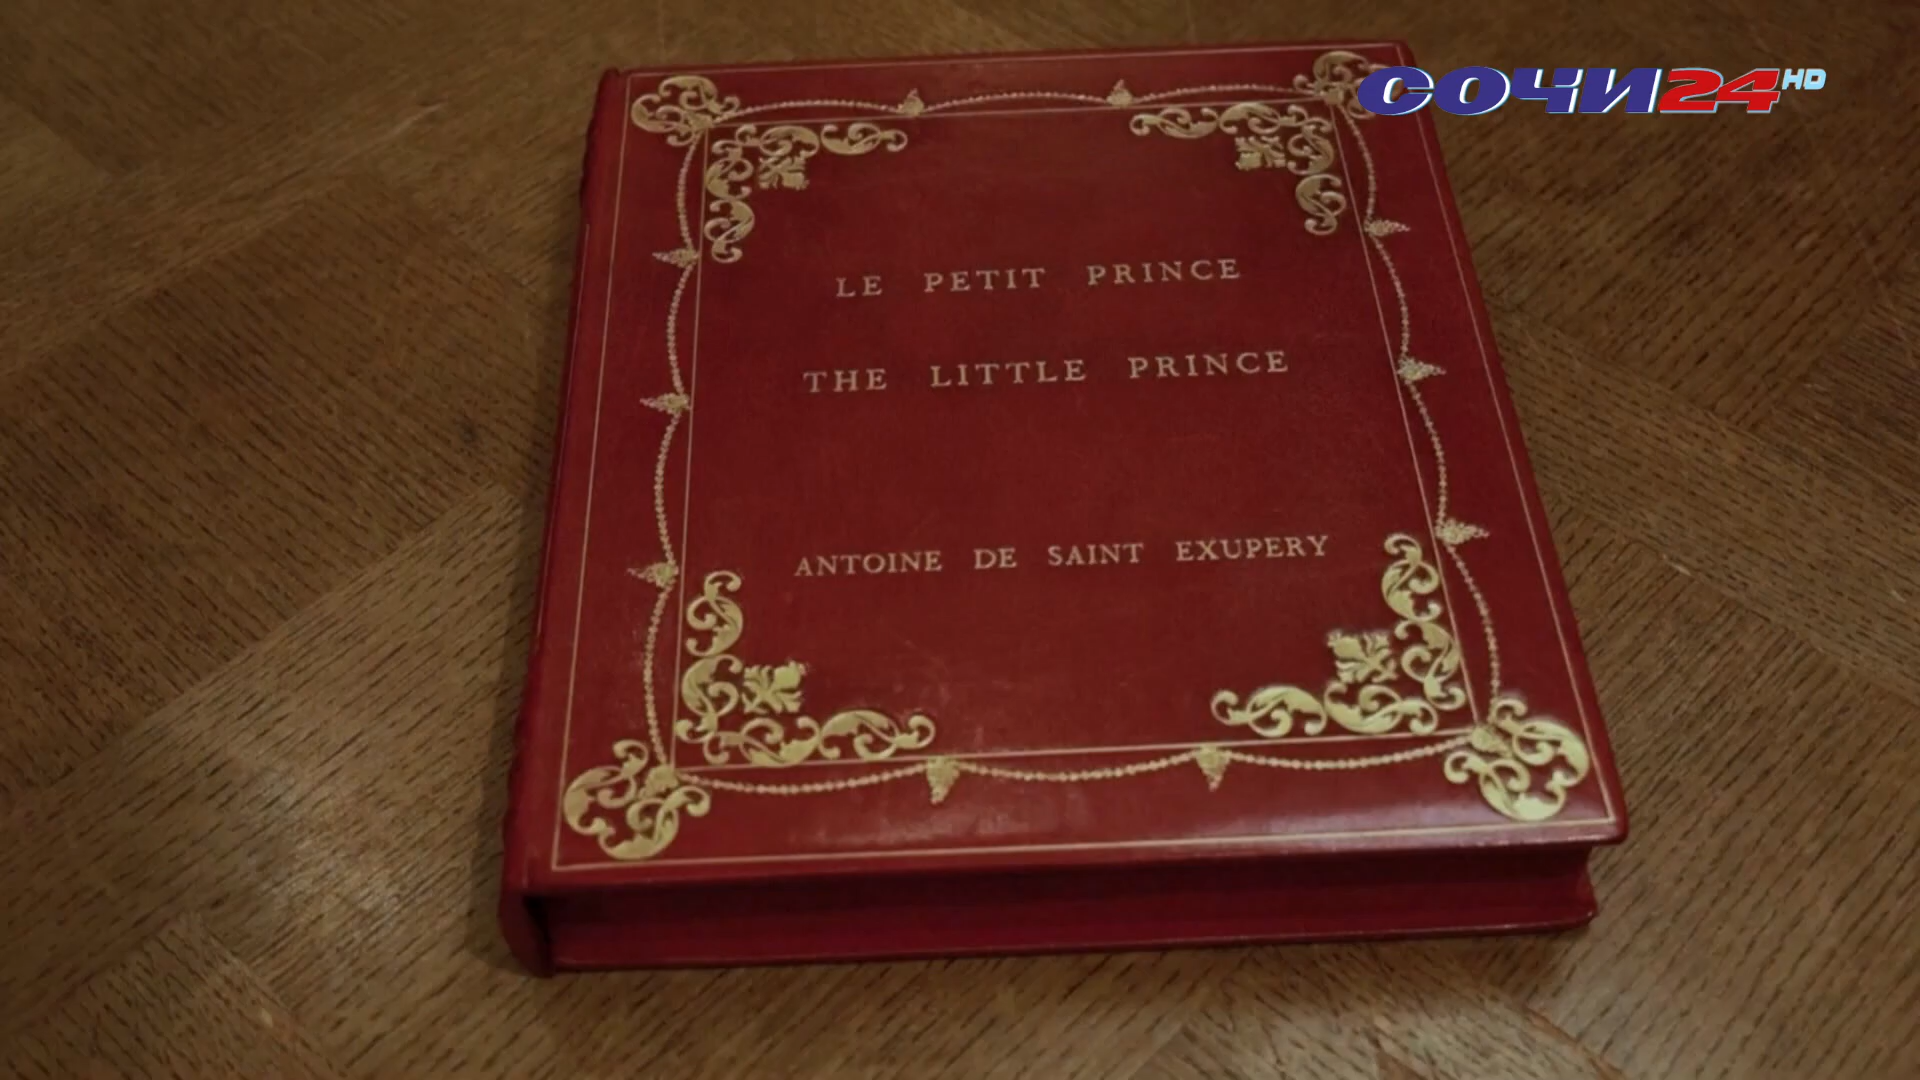 СОЧИ24HD
LE PETIT PRINCE
THE LITTLE PRINCE
ANTOINE DE SAINT EXUPERY